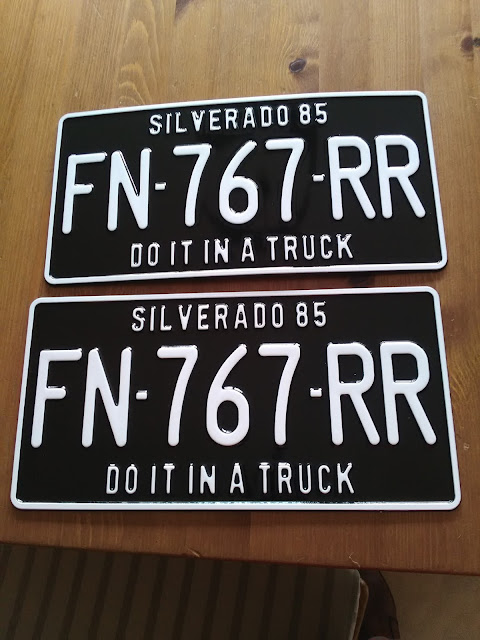 SILVERADO 85
FN-767-RR
DO IT IN A TRUCK
SILVERADO 85
FN-767-RR
DO IT IN A TRUCK